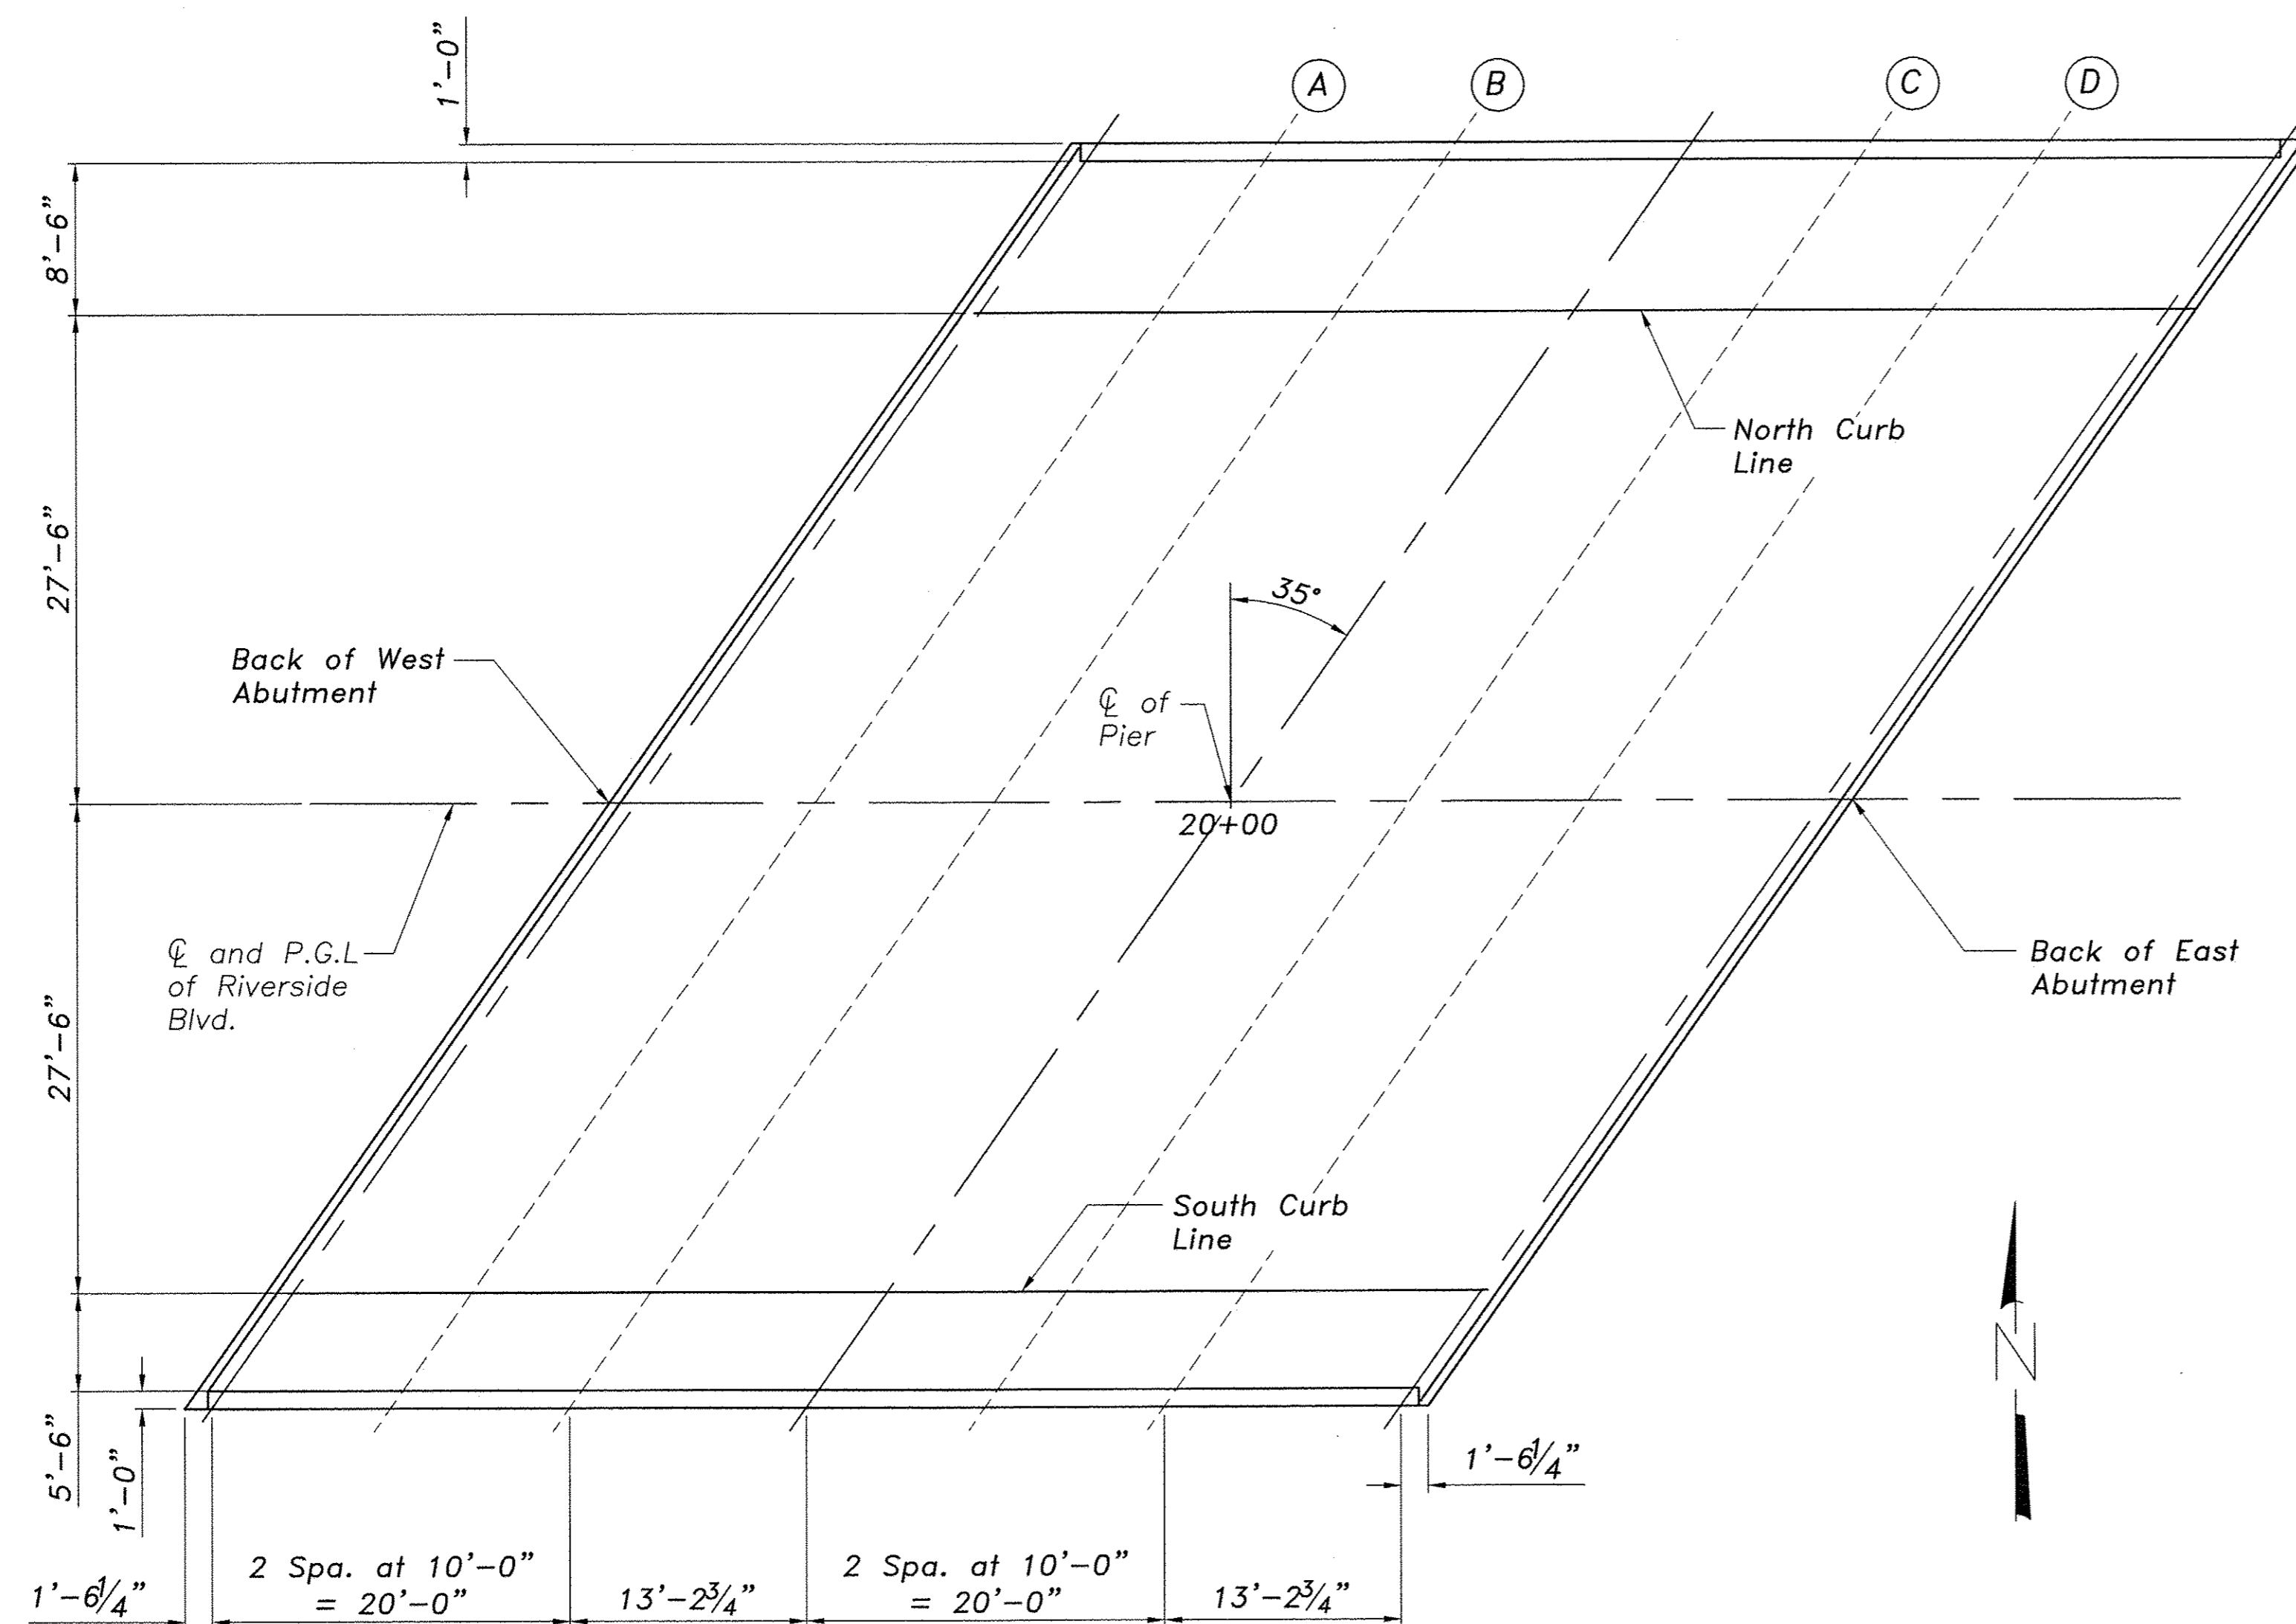 1'-0"
A
B
C
D
8'-6"
27'-6"
North Curb
Line
35°
Back of West
Abutment
℄ of
Pier
20+00
℄ and P.G.L
of Riverside
Blvd.
Back of East
Abutment
27'-6"
South Curb
Line
N
5'-6"
1'-0"
1'-6¼"
2 Spa. at 10'-0"
= 20'-0"
13'-2¾"
2 Spa. at 10'-0"
= 20'-0"
13'-2¾"
1'-6¼"